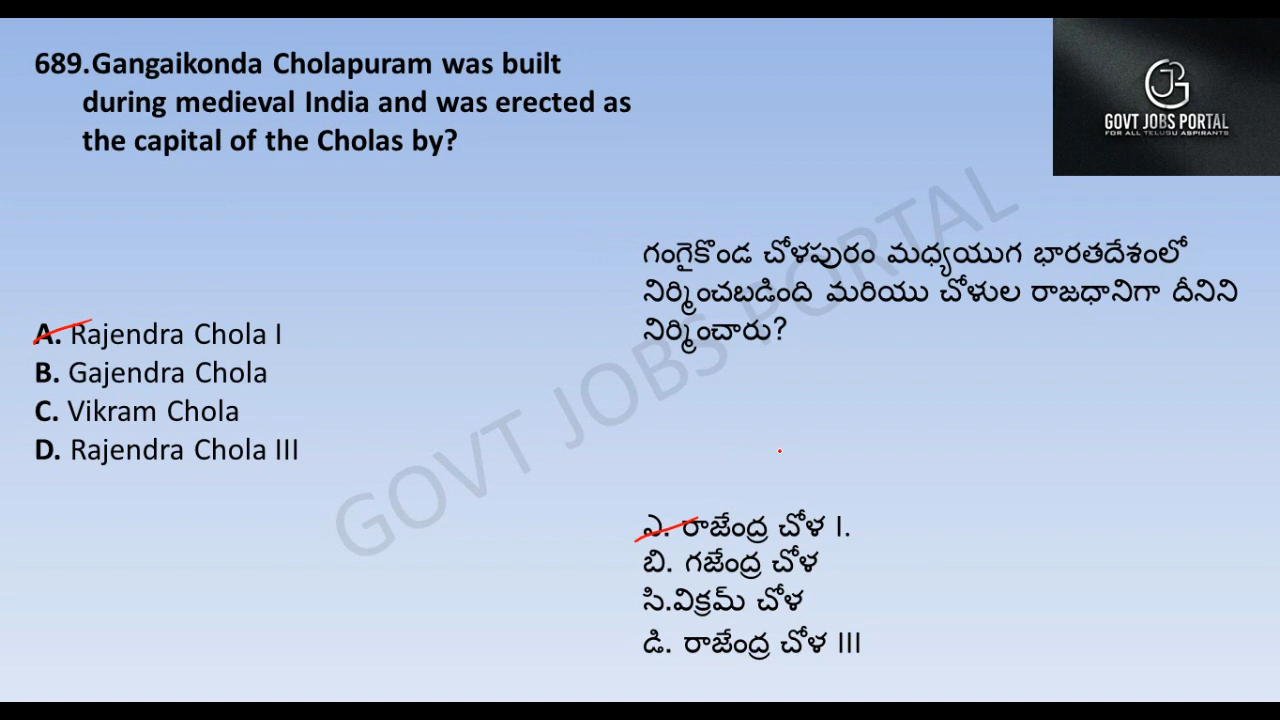 689.Gangaikonda Cholapuram was built
during medieval India and was erected as
the capital of the Cholas by?
A. Rajendra Chola I
B. Gajendra Chola
C. Vikram Chola
D. Rajendra Chola III
గంగైకొండ చోళపురం మధ్యయుగ భారతదేశంలో
నిర్మించబడింది మరియు చోళుల రాజధానిగా దీనిని
నిర్మించారు?
ఎ. రాజేంద్ర చోళ I.
బి. గజేంద్ర చోళ
సి.విక్రమ్ చోళ
డి. రాజేంద్ర చోళ III
GOVT JOBS PORTAL
FOR ALL TELUGU ASPIRANTS
GOVT JOBS PORTAL